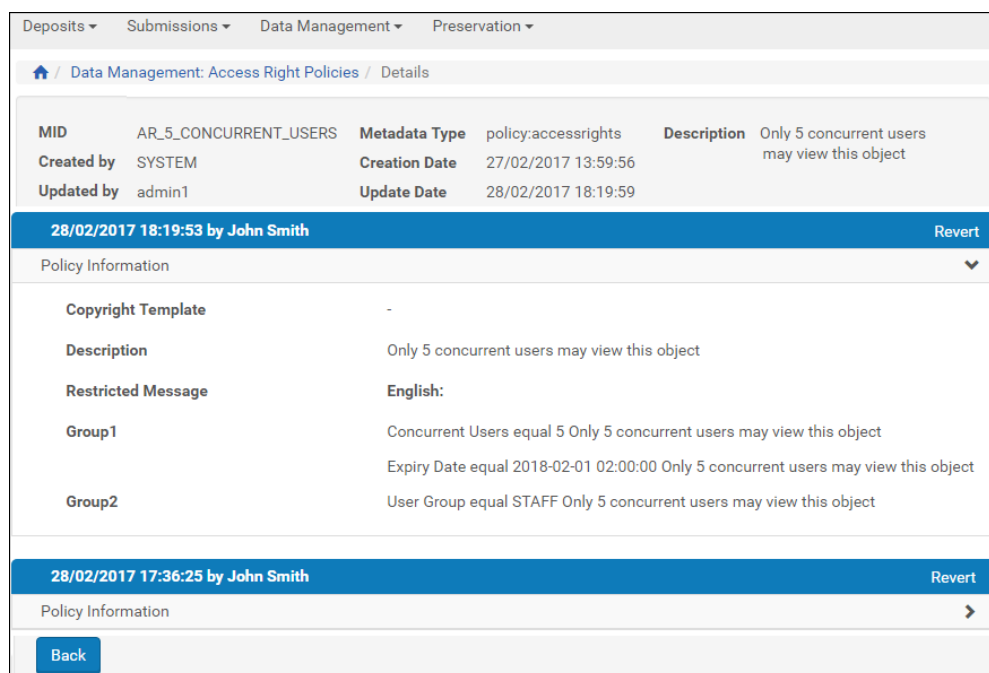 Deposits Submissions Data Management Preservation
/ Data Management: Access Right Policies / Details
MID AR_5_CONCURRENT_USERS Metadata Type policy:accessrights Description Only 5 concurrent users
may view this object
Created by SYSTEM Creation Date 27/02/2017 13:59:56
Updated by admin1 Update Date 28/02/2017 18:19:59
28/02/2017 18:19:53 by John Smith Revert
Policy Information
Copyright Template -
Description Only 5 concurrent users may view this object
Restricted Message English:
Group1 Concurrent Users equal 5 Only 5 concurrent users may view this object
Expiry Date equal 2018-02-01 02:00:00 Only 5 concurrent users may view this object
Group2 User Group equal STAFF Only 5 concurrent users may view this object
28/02/2017 17:36:25 by John Smith Revert
Policy Information
Back